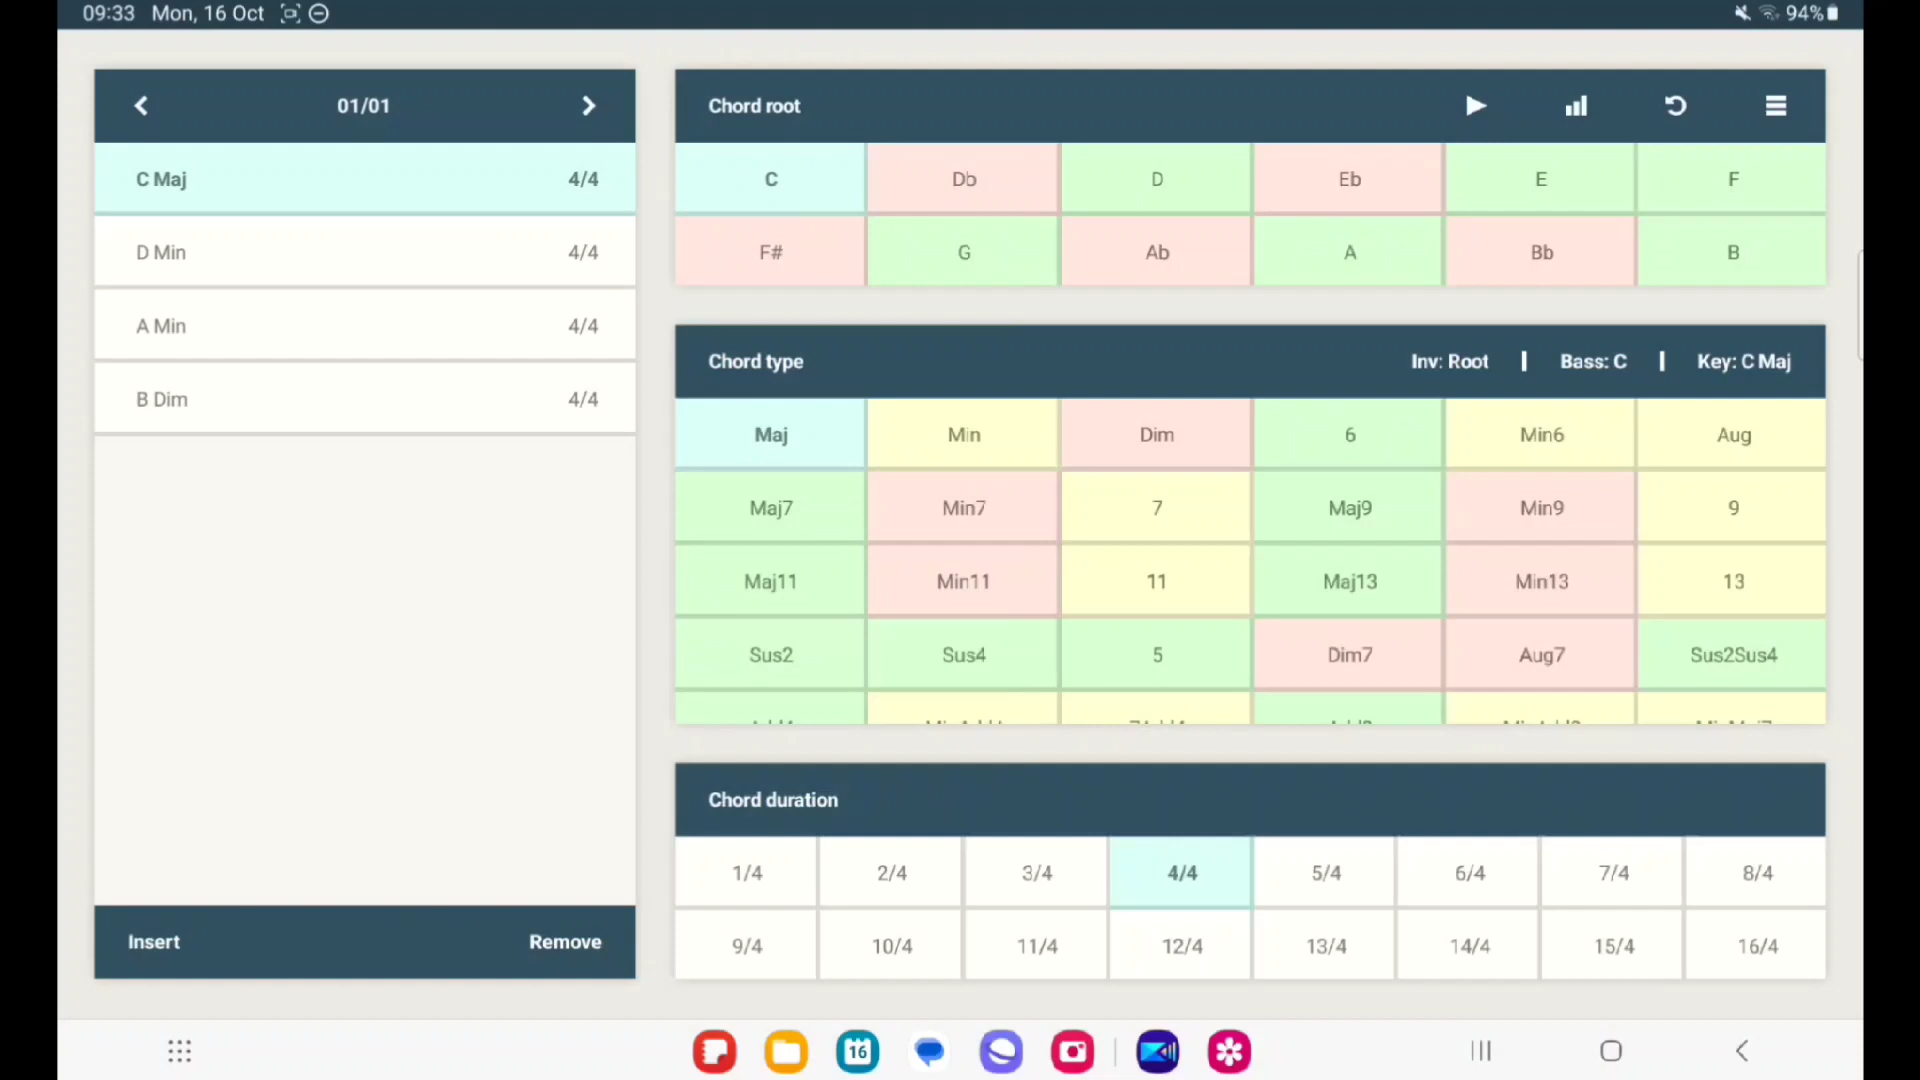 09:33 Mon, 16 Oct
94%
01/01
C Maj 4/4
D Min 4/4
A Min 4/4
B Dim 4/4
Insert Remove
Chord root
C Db D Eb E F
F# G Ab A Bb B
Chord type Inv: Root | Bass: C | Key: C Maj
Maj Min Dim 6 Min6 Aug
Maj7 Min7 7 Maj9 Min9 9
Maj11 Min11 11 Maj13 Min13 13
Sus2 Sus4 5 Dim7 Aug7 Sus2Sus4
Chord duration
1/4 2/4 3/4 4/4 5/4 6/4 7/4 8/4
9/4 10/4 11/4 12/4 13/4 14/4 15/4 16/4
16